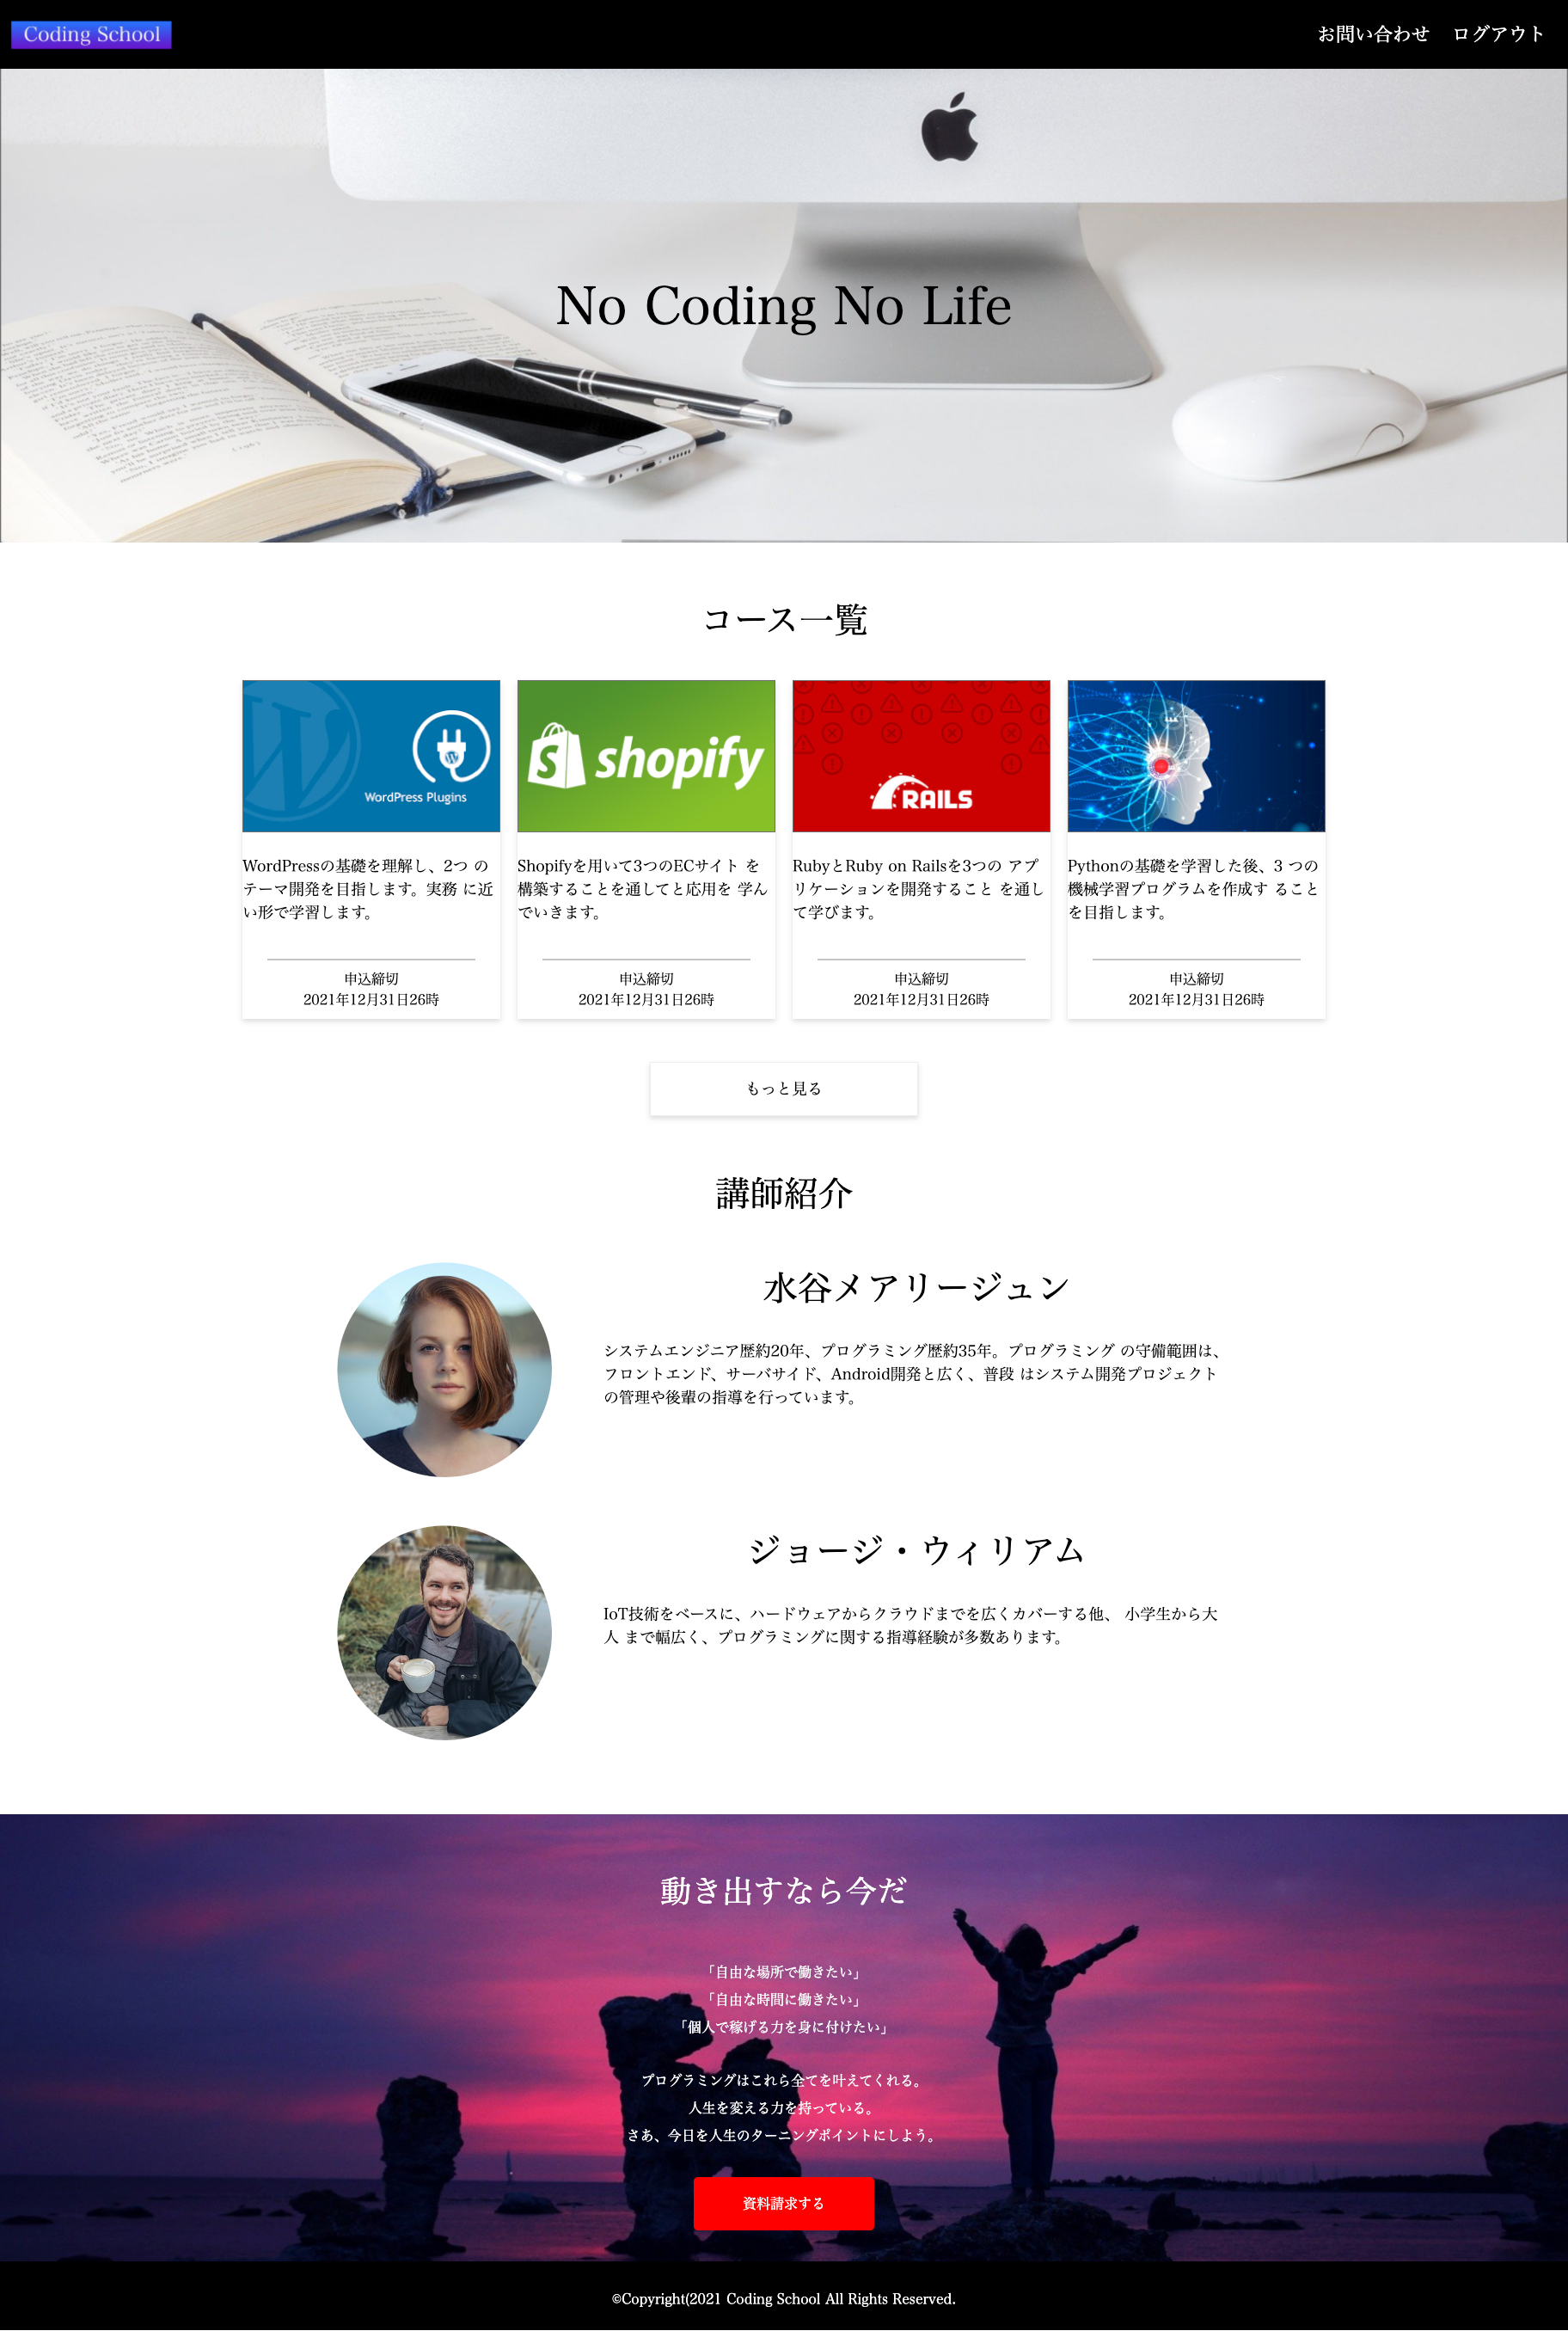 Coding School
お問い合わせ ログアウト
No Coding No Life
コース一覧
WordPress Plugins
WordPressの基礎を理解し、2つ の
テーマ開発を目指します。実務 に近
い形で学習します。
申込締切
2021年12月31日26時
shopify
Shopifyを用いて3つのECサイト を
構築することを通してと応用を 学ん
でいきます。
申込締切
2021年12月31日26時
RAILS
RubyとRuby on Railsを3つの アプ
リケーションを開発すること を通し
て学びます。
申込締切
2021年12月31日26時
Pythonの基礎を学習した後、3 つの
機械学習プログラムを作成す ること
を目指します。
申込締切
2021年12月31日26時
もっと見る
講師紹介
水谷メアリージュン
システムエンジニア歴約20年、プログラミング歴約35年。プログラミング の守備範囲は、
フロントエンド、サーバサイド、Android開発と広く、普段 はシステム開発プロジェクト
の管理や後輩の指導を行っています。
ジョージ・ウィリアム
IoT技術をベースに、ハードウェアからクラウドまでを広くカバーする他、 小学生から大
人 まで幅広く、プログラミングに関する指導経験が多数あります。
動き出すなら今だ
「自由な場所で働きたい」
「自由な時間に働きたい」
「個人で稼げる力を身に付けたい」
プログラミングはこれら全てを叶えてくれる。
人生を変える力を持っている。
さあ、今日を人生のターニングポイントにしよう。
資料請求する
©Copyright(2021 Coding School All Rights Reserved.